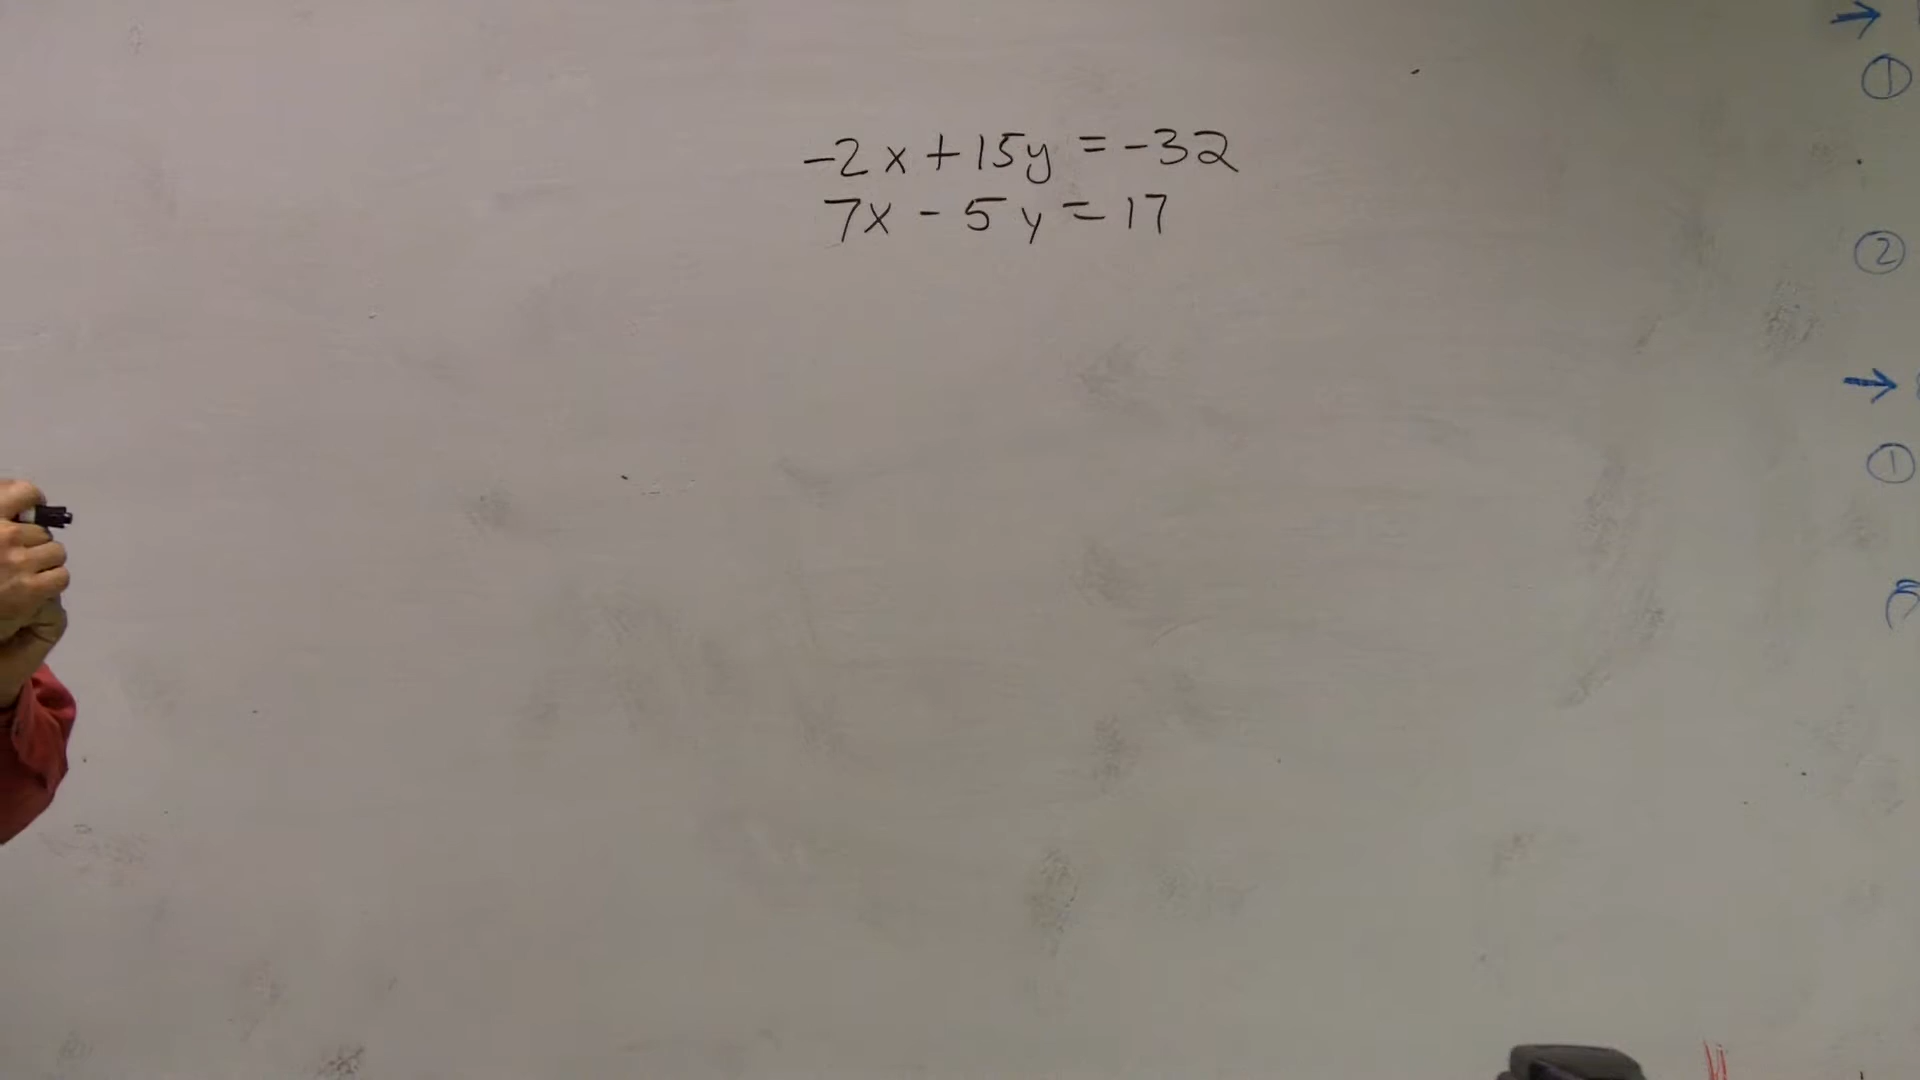 -2x + 15y = -32
7x - 5y = 17
→
①
②
→
①